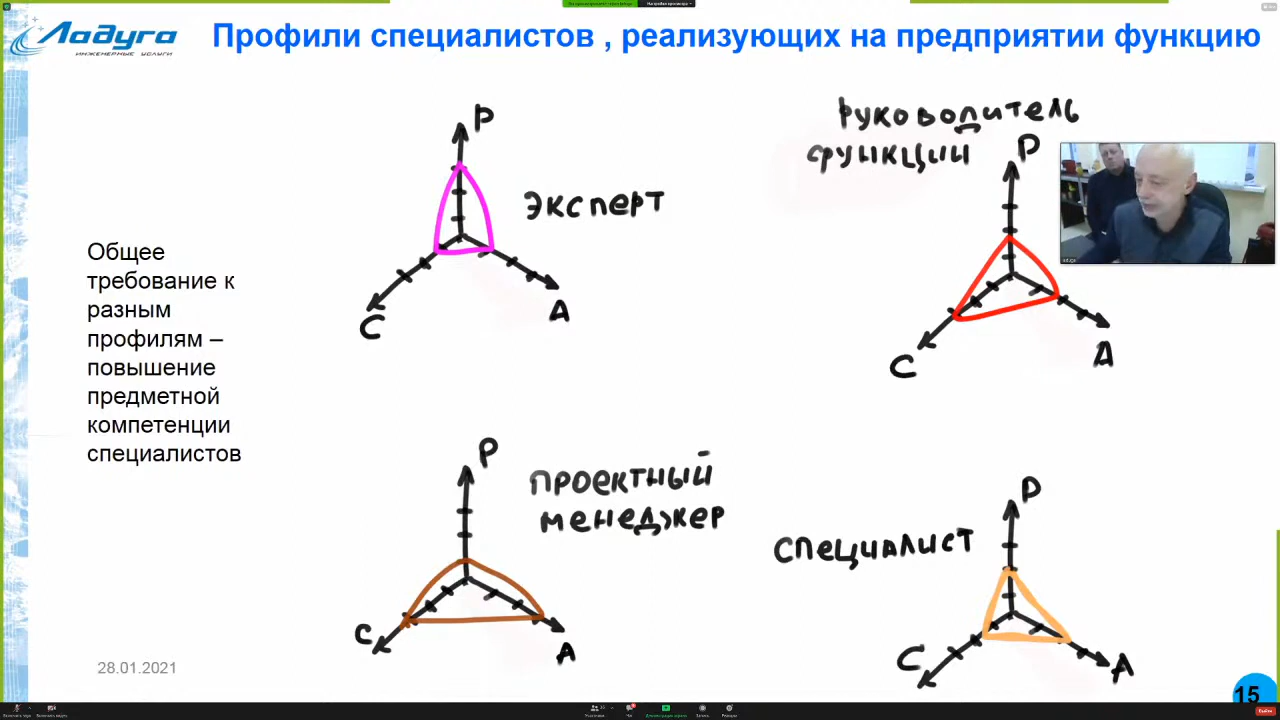 Ладуга
ИНЖЕНЕРНЫЕ УСЛУГИ
Профили специалистов , реализующих на предприятии функцию
P
ЭКСПЕРТ
C
A
РУКОВОДИТЕЛЬ
ФУНКЦИИ
P
C
A
Общее
требование к
разным
профилям –
повышение
предметной
компетенции
специалистов
P
ПРОЕКТНЫЙ
МЕНЕДЖЕР
C
A
P
СПЕЦИАЛИСТ
C
A
28.01.2021
15